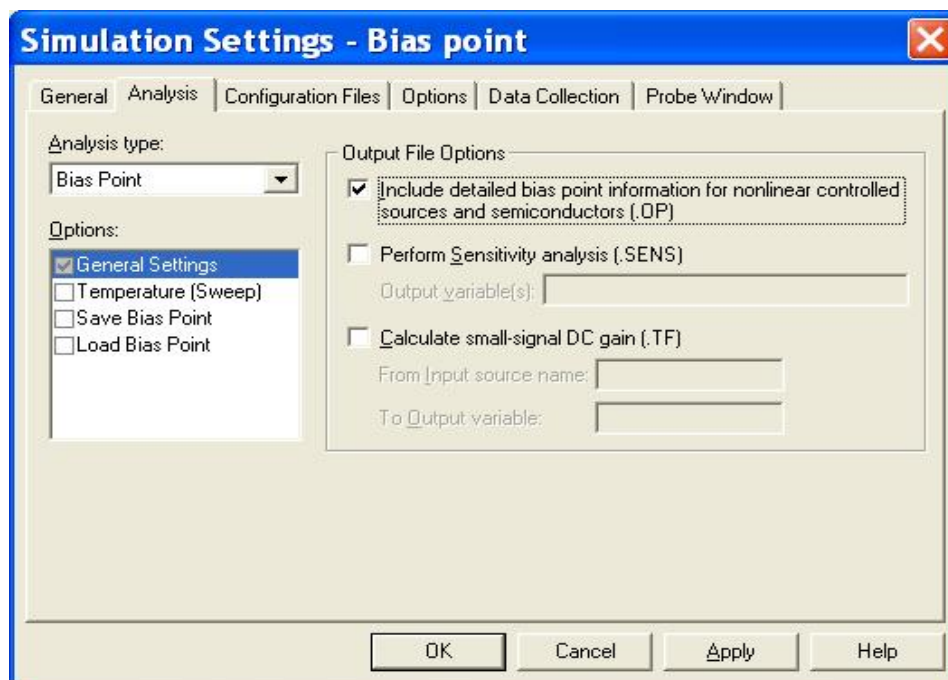 Simulation Settings - Bias point
General
Analysis
Configuration Files
Options
Data Collection
Probe Window
Analysis type:
Bias Point
Options:
General Settings
Temperature (Sweep)
Save Bias Point
Load Bias Point
Output File Options
Include detailed bias point information for nonlinear controlled
sources and semiconductors (.OP)
Perform Sensitivity analysis (.SENS)
Output variable(s):
Calculate small-signal DC gain (.TF)
From Input source name:
To Output variable:
OK
Cancel
Apply
Help